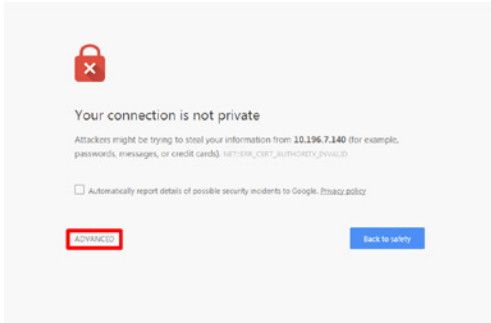 Your connection is not private
Attackers might be trying to steal your information from 10.196.7.140 (for example,
passwords, messages, or credit cards). NET::ERR_CERT_AUTHORITY_INVALID
Automatically report details of possible security incidents to Google. Privacy policy
ADVANCED
Back to safety